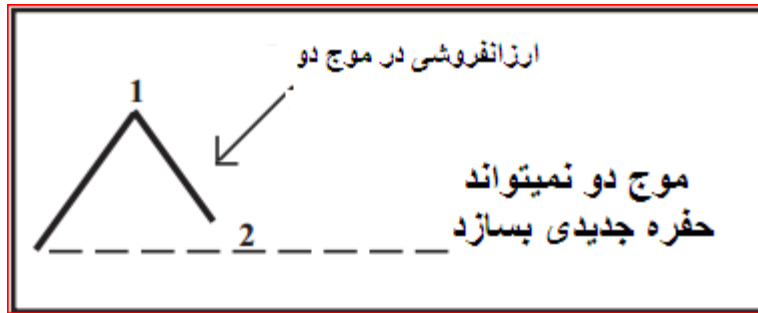 ارزانفروشی در موج دو
1
موج دو نمیتواند
حفره جدیدی بسازد
2